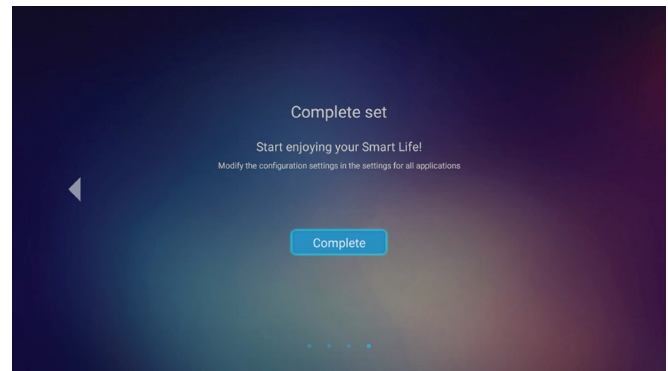 Complete set
Start enjoying your Smart Life!
Modify the configuration settings in the settings for all applications
Complete